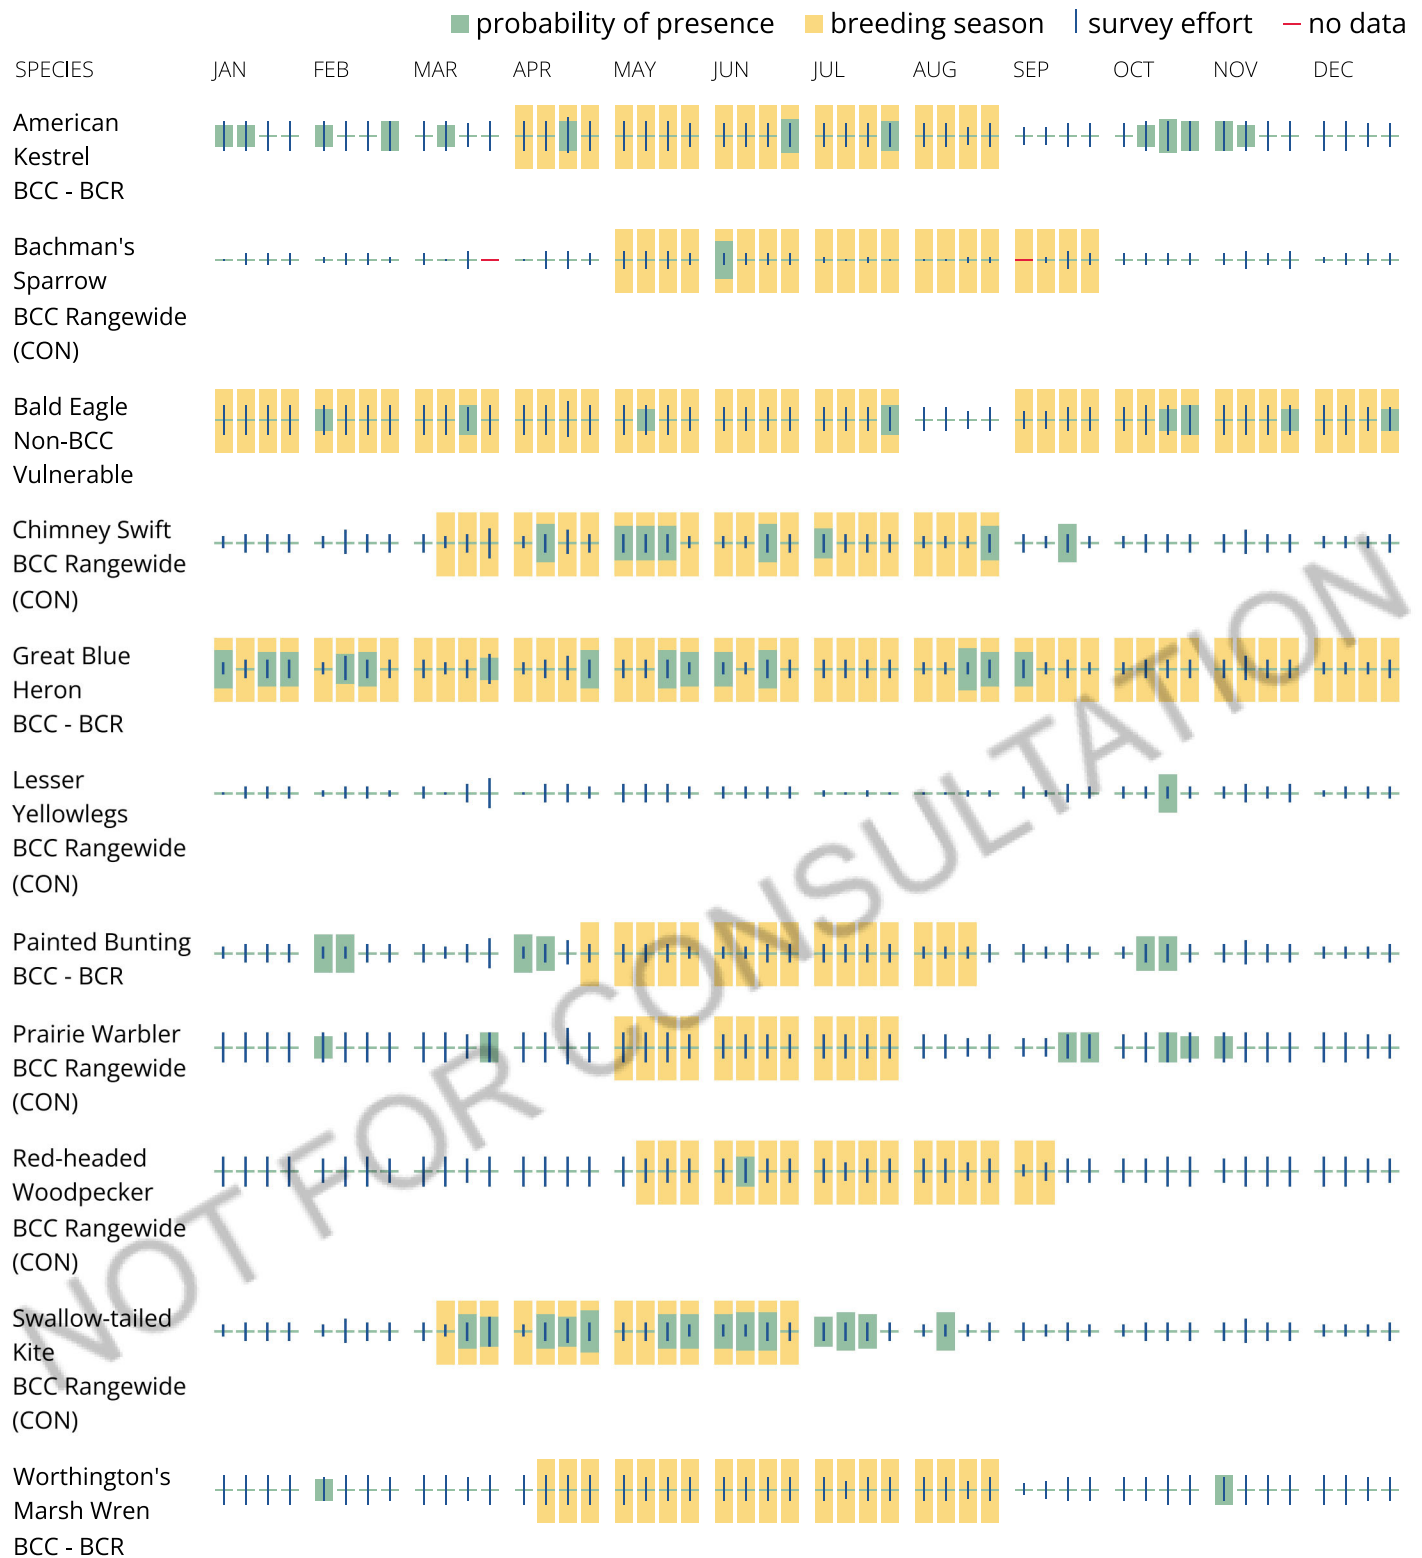 probability of presence breeding season survey effort no data
SPECIES JAN FEB MAR APR MAY JUN JUL AUG SEP OCT NOV DEC
American
Kestrel
BCC - BCR
Bachman's
Sparrow
BCC Rangewide
(CON)
Bald Eagle
Non-BCC
Vulnerable
Chimney Swift
BCC Rangewide
(CON)
Great Blue
Heron
BCC - BCR
Lesser
Yellowlegs
BCC Rangewide
(CON)
Painted Bunting
BCC - BCR
Prairie Warbler
BCC Rangewide
(CON)
Red-headed
Woodpecker
BCC Rangewide
(CON)
Swallow-tailed
Kite
BCC Rangewide
(CON)
Worthington's
Marsh Wren
BCC - BCR
NOT FOR CONSULTATION